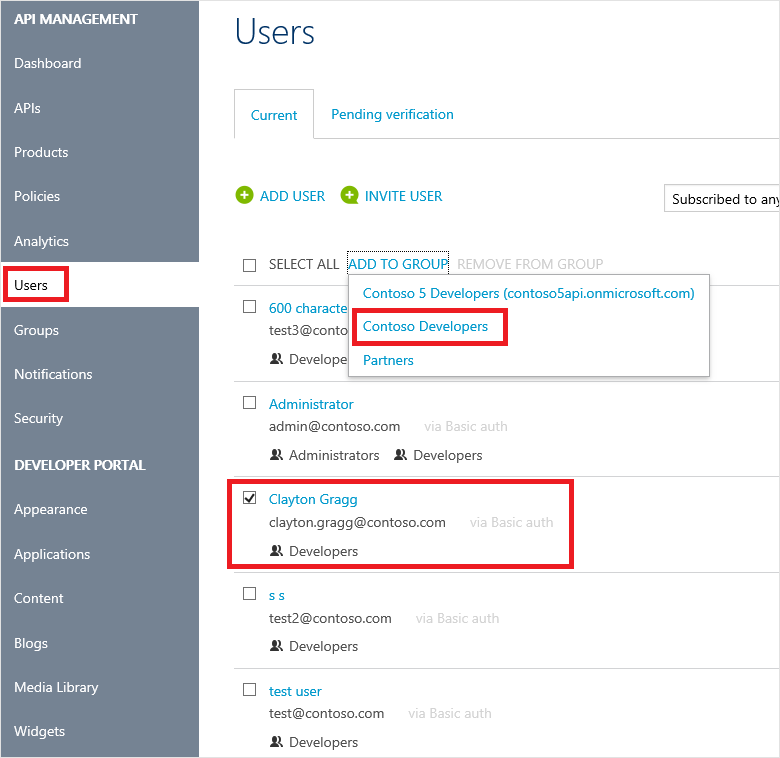 API MANAGEMENT
Dashboard
APIs
Products
Policies
Analytics
Users
Groups
Notifications
Security
DEVELOPER PORTAL
Appearance
Applications
Content
Blogs
Media Library
Widgets
Users
Current Pending verification
ADD USER INVITE USER Subscribed to any
SELECT ALL ADD TO GROUP REMOVE FROM GROUP
Contoso 5 Developers (contoso5api.onmicrosoft.com)
Contoso Developers
Partners
600 characte
test3@conto
Develope
Administrator
admin@contoso.com via Basic auth
Administrators Developers
Clayton Gragg
clayton.gragg@contoso.com via Basic auth
Developers
s s
test2@contoso.com via Basic auth
Developers
test user
test@contoso.com via Basic auth
Developers